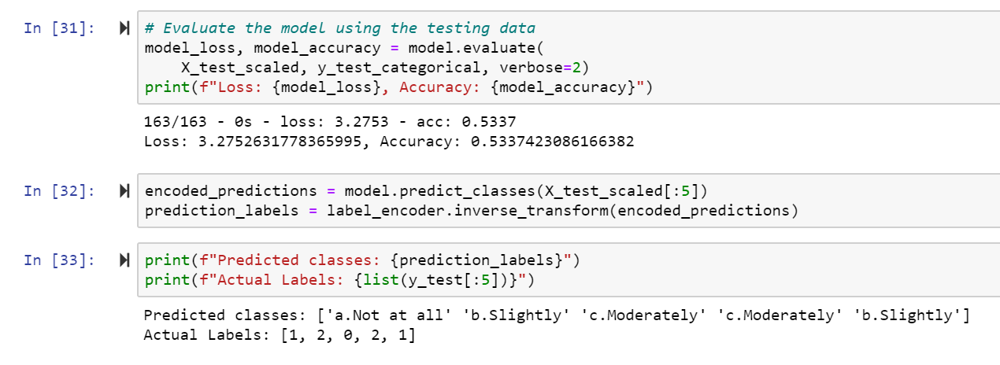 In [31]: # Evaluate the model using the testing data
model_loss, model_accuracy = model.evaluate(
    X_test_scaled, y_test_categorical, verbose=2)
print(f"Loss: {model_loss}, Accuracy: {model_accuracy}")
163/163 - 0s - loss: 3.2753 - acc: 0.5337
Loss: 3.2752631778365995, Accuracy: 0.5337423086166382
In [32]: encoded_predictions = model.predict_classes(X_test_scaled[:5])
prediction_labels = label_encoder.inverse_transform(encoded_predictions)
In [33]: print(f"Predicted classes: {prediction_labels}")
print(f"Actual Labels: {list(y_test[:5])}")
Predicted classes: ['a.Not at all' 'b.Slightly' 'c.Moderately' 'c.Moderately' 'b.Slightly']
Actual Labels: [1, 2, 0, 2, 1]